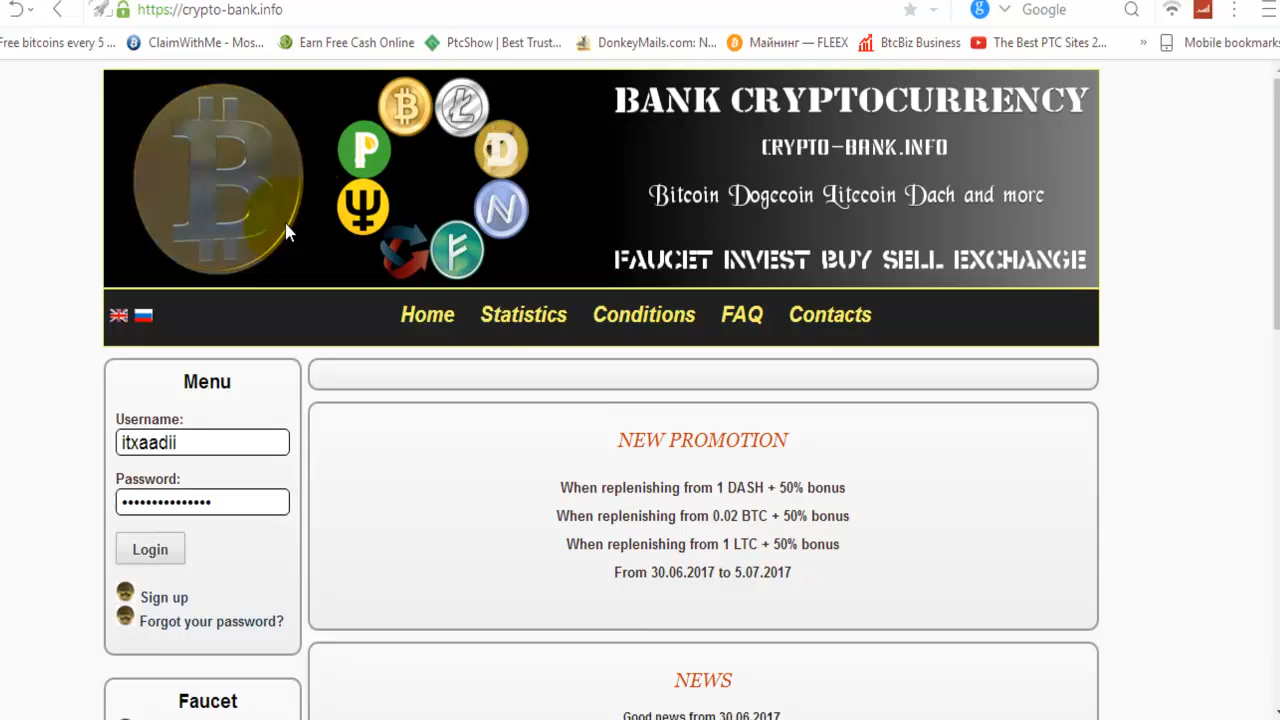 https://crypto-bank.info
Google
Free bitcoins every 5 ...
ClaimWithMe - Mos...
Earn Free Cash Online
PtcShow | Best Trust...
DonkeyMails.com: N...
Майнинг — FLEEX
BtcBiz Business
The Best PTC Sites 2...
»
Mobile bookmarks
BANK CRYPTOCURRENCY
CRYPTO-BANK.INFO
Bitcoin Dogecoin Litecoin Dach and more
FAUCET INVEST BUY SELL EXCHANGE
Home Statistics Conditions FAQ Contacts
Menu
Username:
itxaadii
Password:
•••••••••••••••
Login
Sign up
Forgot your password?
Faucet
NEW PROMOTION
When replenishing from 1 DASH + 50% bonus
When replenishing from 0.02 BTC + 50% bonus
When replenishing from 1 LTC + 50% bonus
From 30.06.2017 to 5.07.2017
NEWS
Good news from 30.06.2017